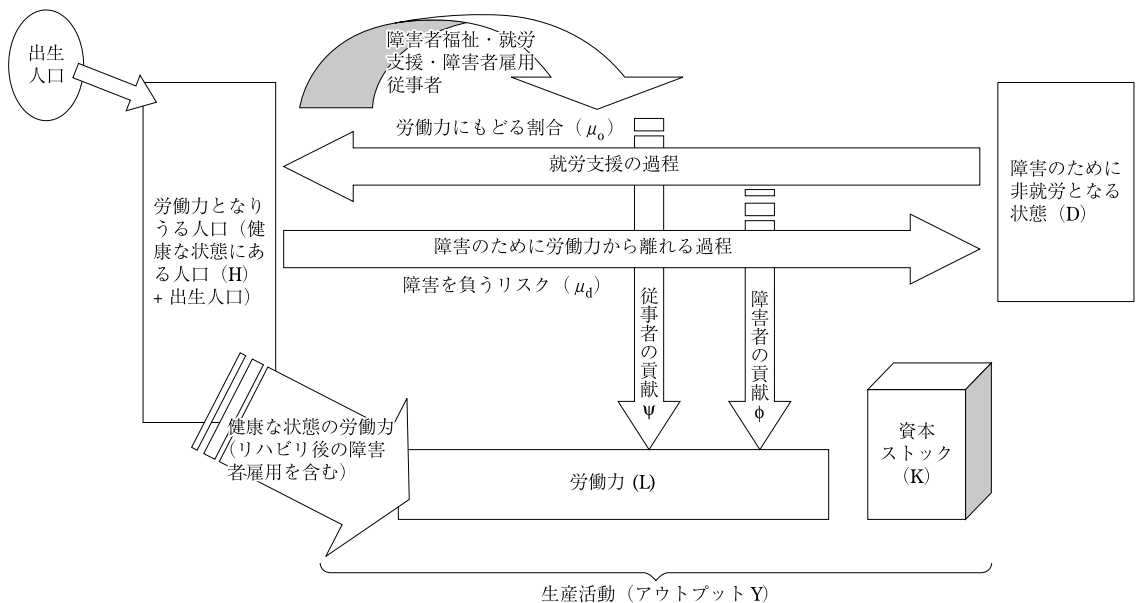 出生
人口
障害者福祉・就労
支援・障害者雇用
従事者
労働力にもどる割合（μo）
就労支援の過程
障害のために
非就労となる
状態（D）
労働力となり
うる人口（健
康な状態にあ
る人口（H）
+ 出生人口）
障害のために労働力から離れる過程
障害を負うリスク（μd）
従事者の貢献ψ
障害者の貢献ϕ
健康な状態の労働力
（リハビリ後の障害
者雇用を含む）
労働力 (L)
資本
ストック
（K）
生産活動（アウトプット Y）